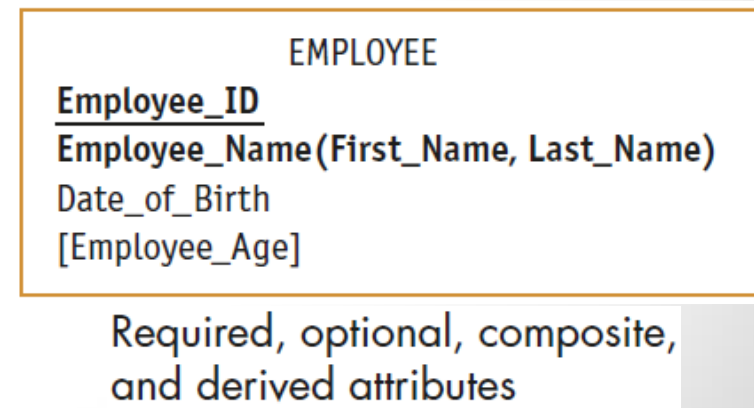 EMPLOYEE
Employee_ID
Employee_Name(First_Name, Last_Name)
Date_of_Birth
[Employee_Age]
Required, optional, composite,
and derived attributes